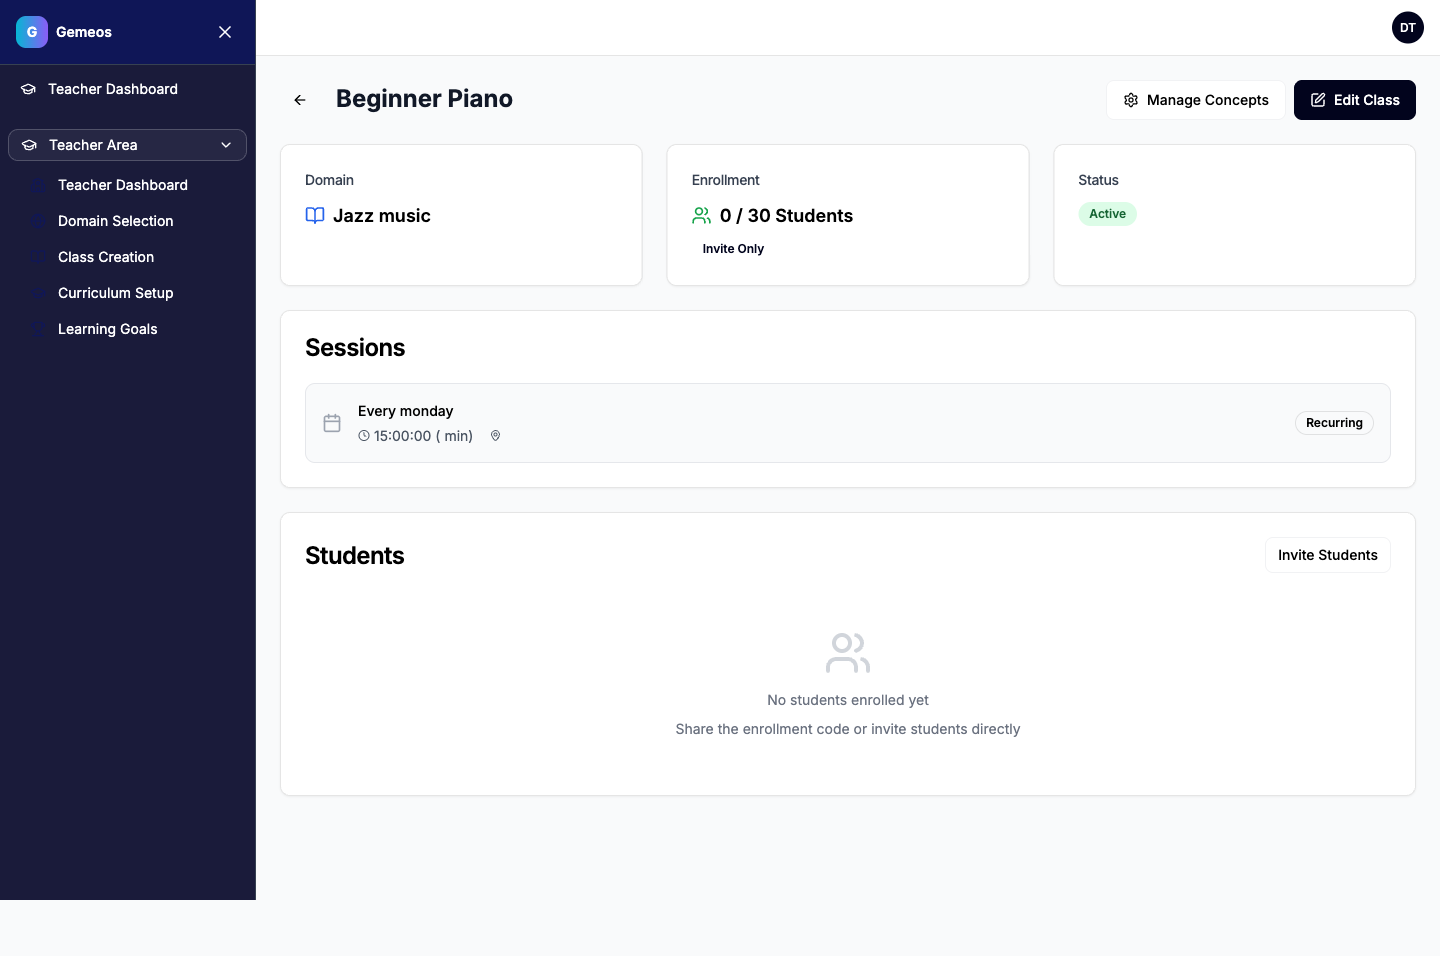 G Gemeos
DT
Teacher Dashboard
Teacher Area
Teacher Dashboard
Domain Selection
Class Creation
Curriculum Setup
Learning Goals
Beginner Piano
Manage Concepts
Edit Class
Domain
Jazz music
Enrollment
0 / 30 Students
Invite Only
Status
Active
Sessions
Every monday
15:00:00 ( min)
Recurring
Students
Invite Students
No students enrolled yet
Share the enrollment code or invite students directly